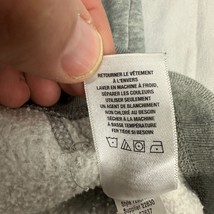 RETOURNER LE VÊTEMENT
À L'ENVERS
LAVER EN MACHINE À FROID,
SÉPARER LES COULEURS
UTILISER SEULEMENT
UN AGENT DE BLANCHIMENT
NON CHLORÉ AU BESOIN
SÉCHER À LA MACHINE
À BASSE TEMPÉRATURE
FER TIÈDE SI BESOIN